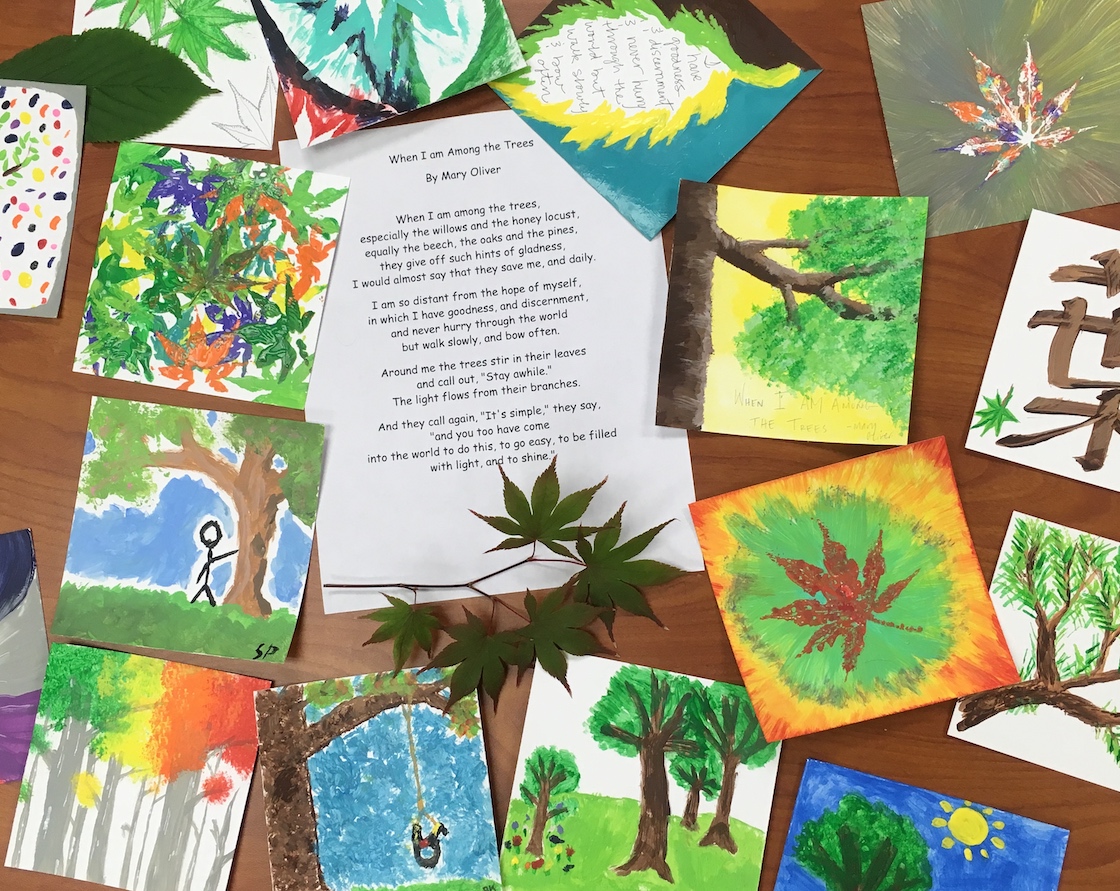 I have
goodness
& discernment
& never hurry
through the
world but
walk slowly
& bow often
When I am Among the Trees
By Mary Oliver
When I am among the trees,
especially the willows and the honey locust,
equally the beech, the oaks and the pines,
they give off such hints of gladness,
I would almost say that they save me, and daily.
I am so distant from the hope of myself,
in which I have goodness, and discernment,
and never hurry through the world
but walk slowly, and bow often.
Around me the trees stir in their leaves
and call out, "Stay awhile."
The light flows from their branches.
And they call again, "It's simple," they say,
"and you too have come
into the world to do this, to go easy, to be filled
with light, and to shine."
WHEN I AM AMONG
THE TREES -Mary
Oliver
葉
SP